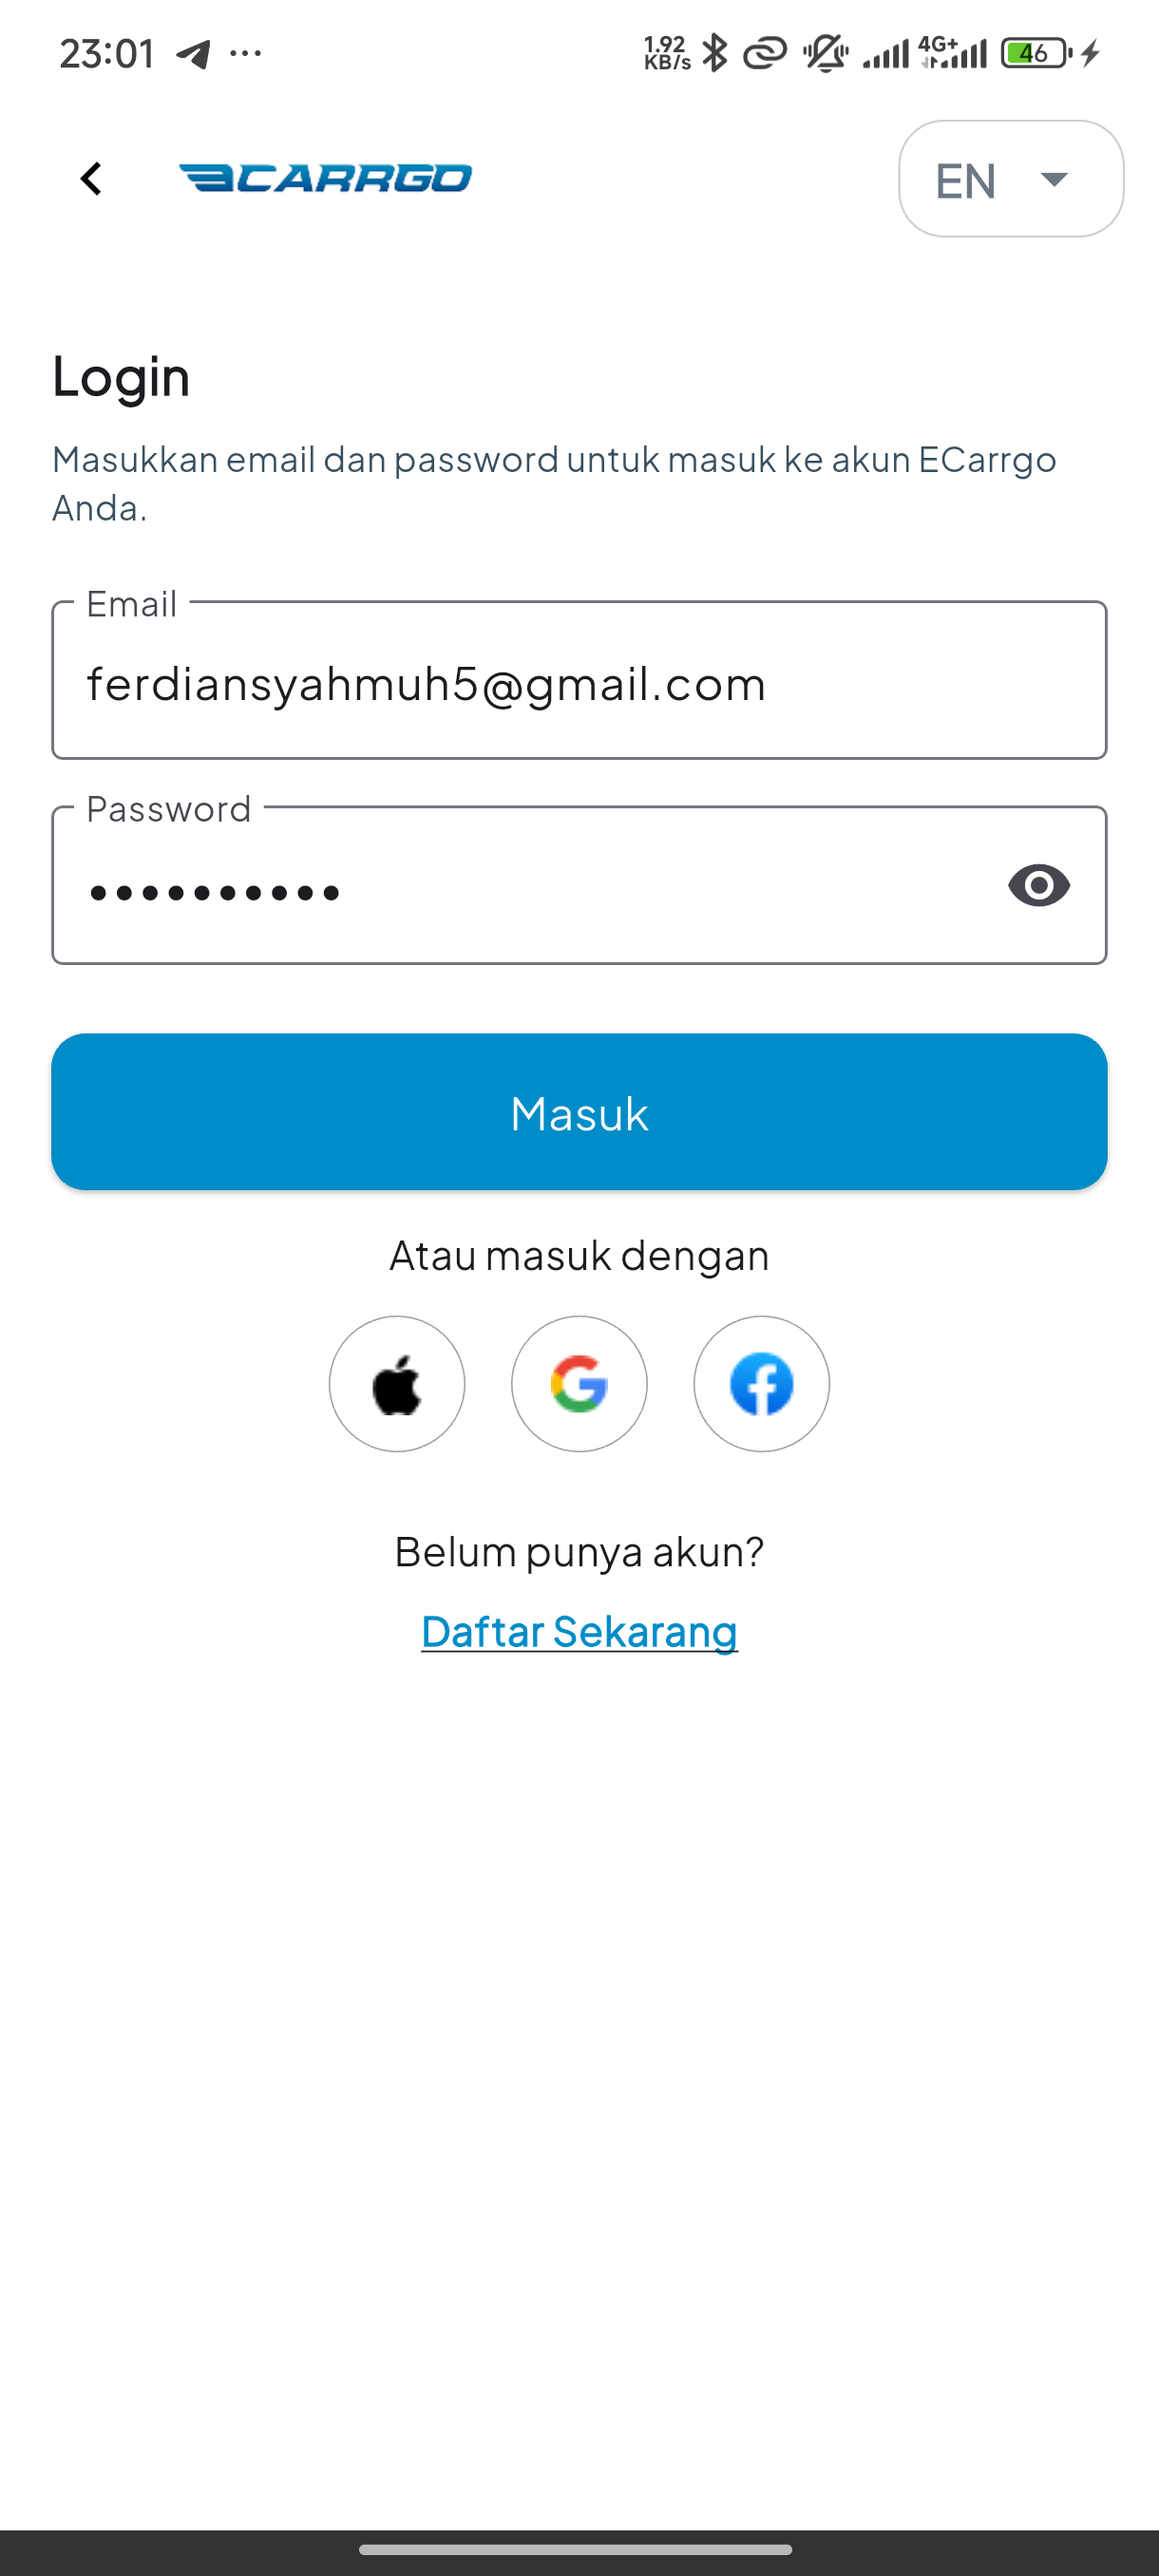 23:01
1.92
KB/s
4G+
46
ECARRGO
EN
Login
Masukkan email dan password untuk masuk ke akun ECarrgo
Anda.
Email
ferdiansyahmuh5@gmail.com
Password
Masuk
Atau masuk dengan
Belum punya akun?
Daftar Sekarang